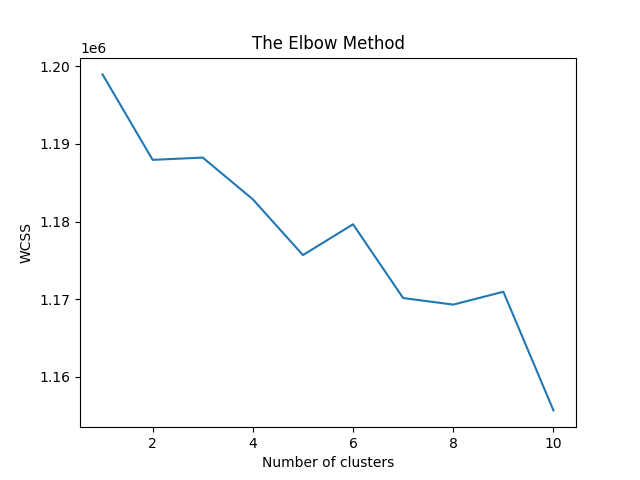 The Elbow Method
1e6
1.20
1.19
1.18
1.17
1.16
WCSS
2 4 6 8 10
Number of clusters